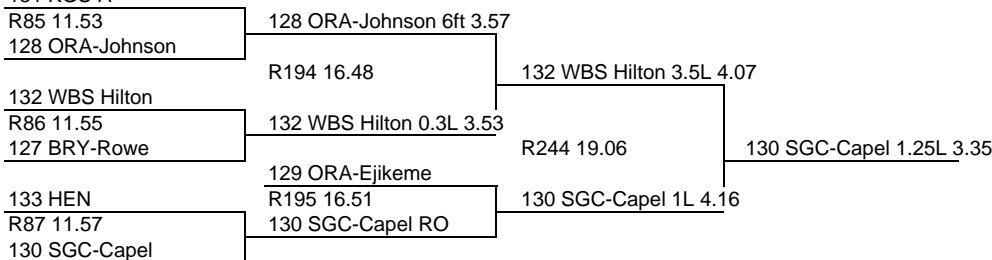 R85 11.53
128 ORA-Johnson
128 ORA-Johnson 6ft 3.57
R194 16.48
132 WBS Hilton 3.5L 4.07
132 WBS Hilton
R86 11.55
127 BRY-Rowe
132 WBS Hilton 0.3L 3.53
R244 19.06
130 SGC-Capel 1.25L 3.35
129 ORA-Ejikeme
133 HEN
R195 16.51
130 SGC-Capel 1L 4.16
R87 11.57
130 SGC-Capel RO
130 SGC-Capel